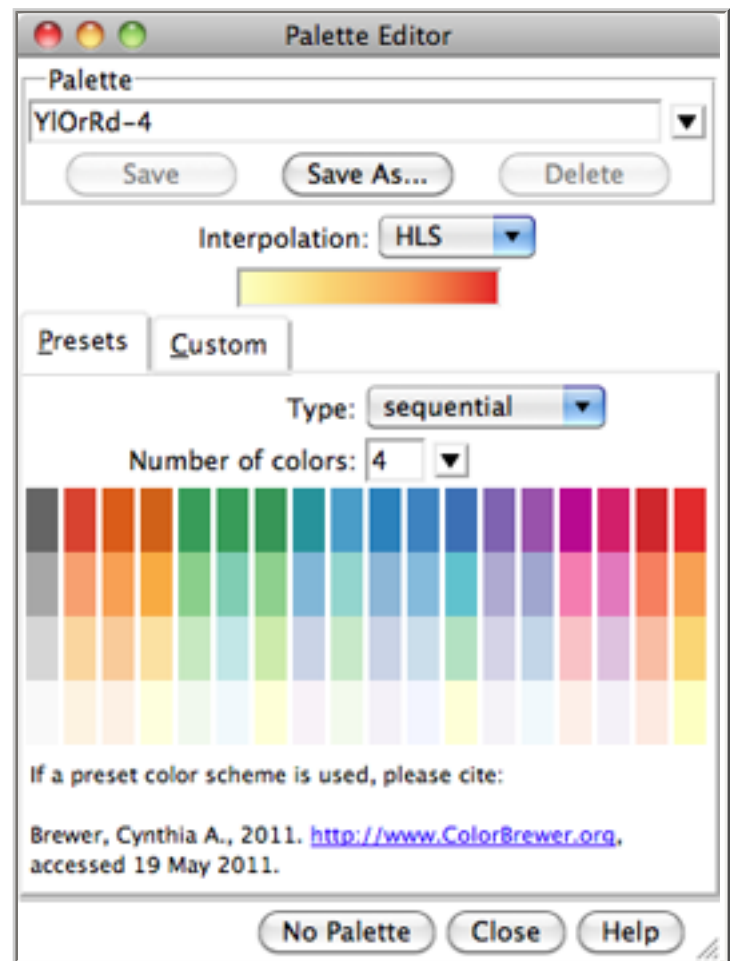 Palette Editor
Palette
YlOrRd-4
Save
Save As...
Delete
Interpolation: HLS
Presets
Custom
Type: sequential
Number of colors: 4
If a preset color scheme is used, please cite:
Brewer, Cynthia A., 2011. http://www.ColorBrewer.org,
accessed 19 May 2011.
No Palette
Close
Help